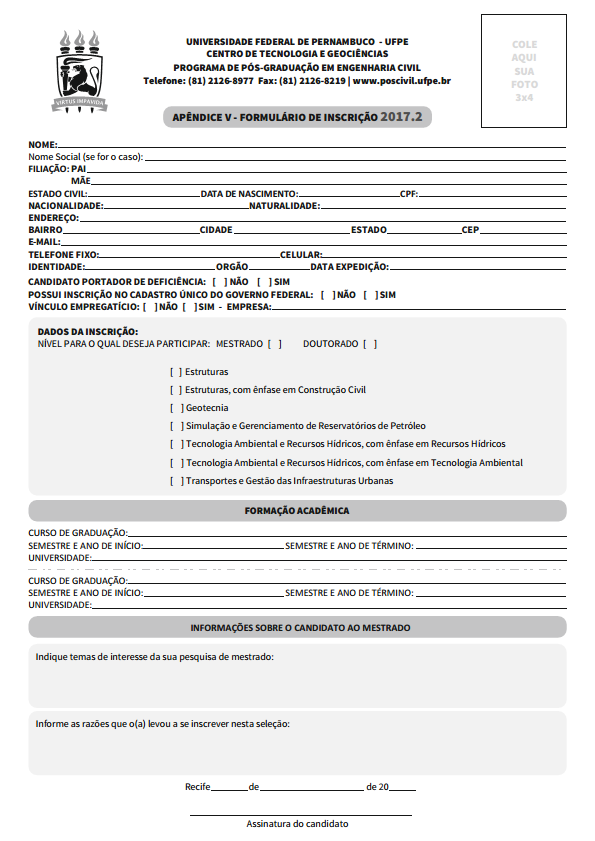 UNIVERSIDADE FEDERAL DE PERNAMBUCO - UFPE
CENTRO DE TECNOLOGIA E GEOCIÊNCIAS
PROGRAMA DE PÓS-GRADUAÇÃO EM ENGENHARIA CIVIL
Telefone: (81) 2126-8977 Fax: (81) 2126-8219 | www.poscivil.ufpe.br
VIRTUS IMPAVIDA
COLE
AQUI
SUA
FOTO
3x4
APÊNDICE V - FORMULÁRIO DE INSCRIÇÃO 2017.2
NOME:
Nome Social (se for o caso):
FILIAÇÃO: PAI
MÃE
ESTADO CIVIL: DATA DE NASCIMENTO: CPF:
NACIONALIDADE: NATURALIDADE:
ENDEREÇO:
BAIRRO CIDADE ESTADO CEP
E-MAIL:
TELEFONE FIXO: CELULAR:
IDENTIDADE: ORGÃO DATA EXPEDIÇÃO:
CANDIDATO PORTADOR DE DEFICIÊNCIA: [ ] NÃO [ ] SIM
POSSUI INSCRIÇÃO NO CADASTRO ÚNICO DO GOVERNO FEDERAL: [ ] NÃO [ ] SIM
VÍNCULO EMPREGATÍCIO: [ ] NÃO [ ] SIM - EMPRESA:
DADOS DA INSCRIÇÃO:
NÍVEL PARA O QUAL DESEJA PARTICIPAR: MESTRADO [ ] DOUTORADO [ ]
[ ] Estruturas
[ ] Estruturas, com ênfase em Construção Civil
[ ] Geotecnia
[ ] Simulação e Gerenciamento de Reservatórios de Petróleo
[ ] Tecnologia Ambiental e Recursos Hídricos, com ênfase em Recursos Hídricos
[ ] Tecnologia Ambiental e Recursos Hídricos, com ênfase em Tecnologia Ambiental
[ ] Transportes e Gestão das Infraestruturas Urbanas
FORMAÇÃO ACADÊMICA
CURSO DE GRADUAÇÃO:
SEMESTRE E ANO DE INÍCIO: SEMESTRE E ANO DE TÉRMINO:
UNIVERSIDADE:
CURSO DE GRADUAÇÃO:
SEMESTRE E ANO DE INÍCIO: SEMESTRE E ANO DE TÉRMINO:
UNIVERSIDADE:
INFORMAÇÕES SOBRE O CANDIDATO AO MESTRADO
Indique temas de interesse da sua pesquisa de mestrado:
Informe as razões que o(a) levou a se inscrever nesta seleção:
Recife de de 20
Assinatura do candidato